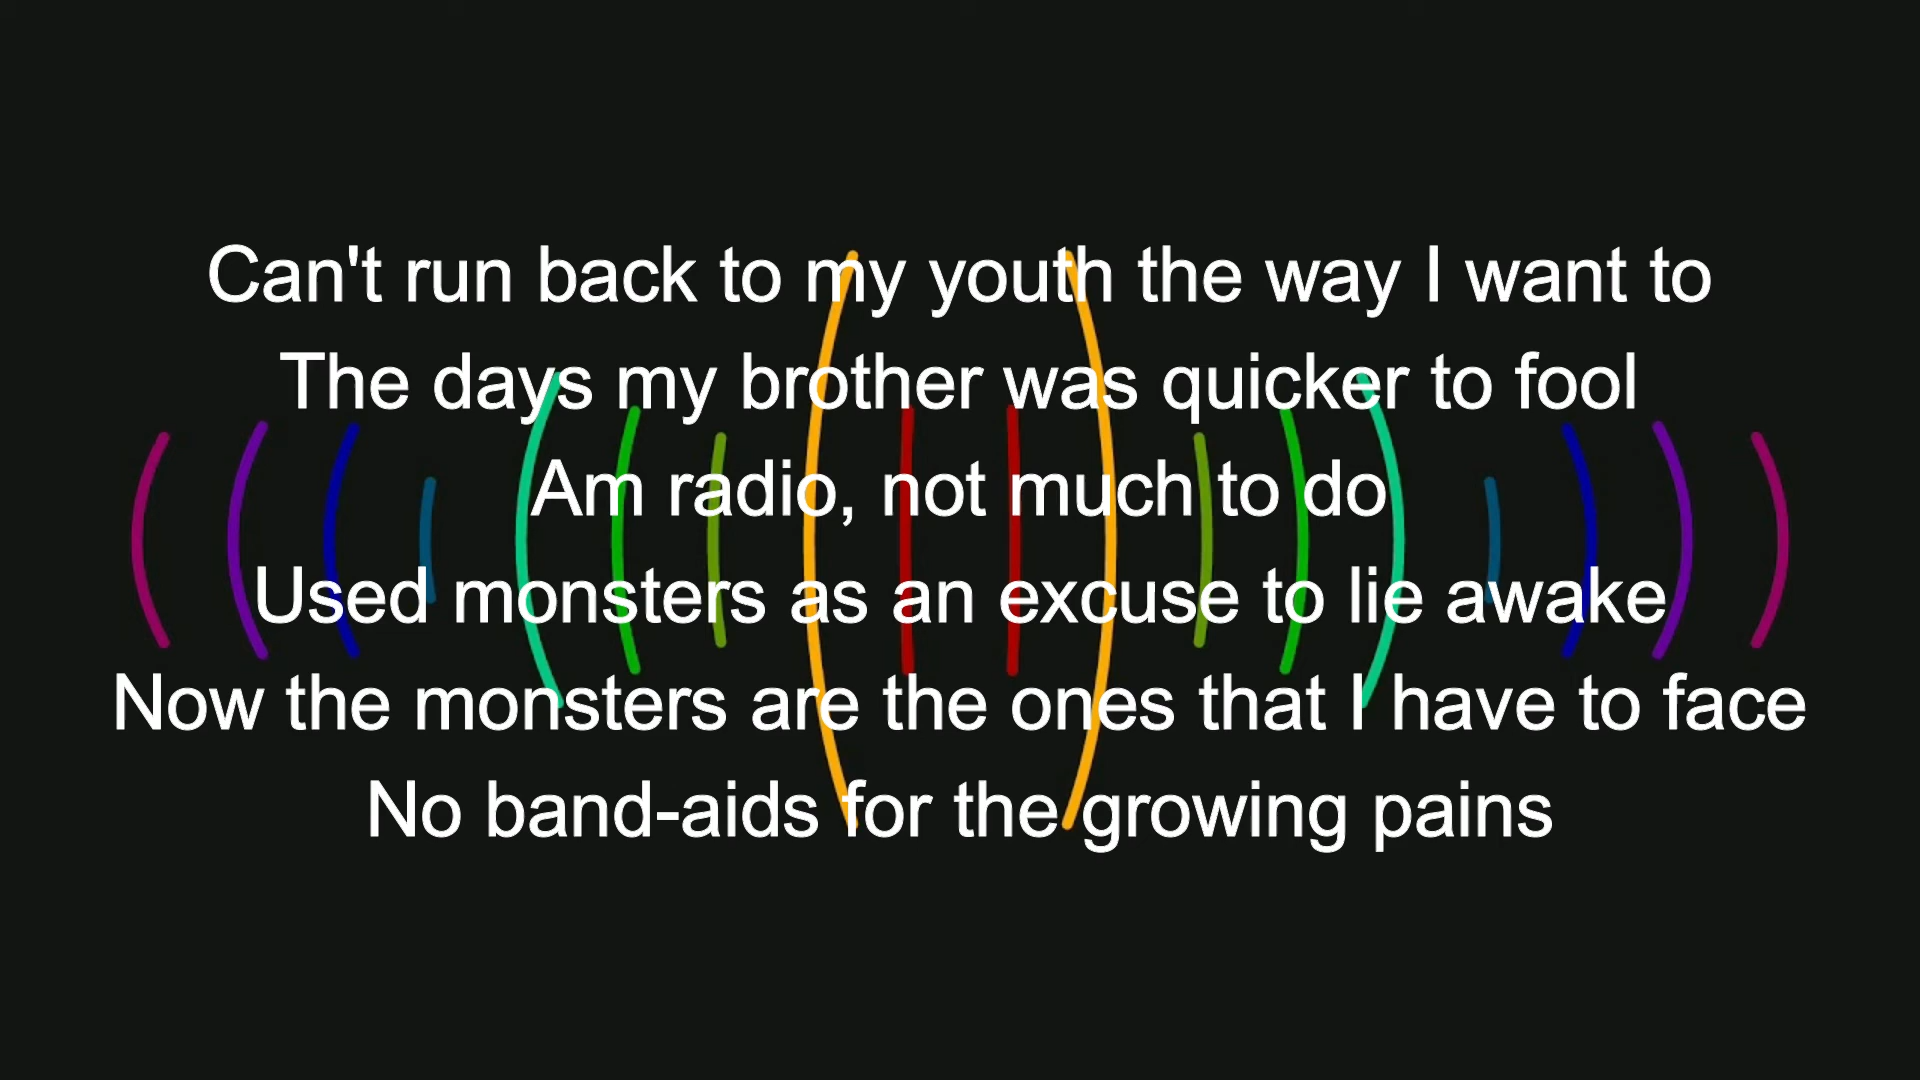 Can't run back to my youth the way I want to
The days my brother was quicker to fool
Am radio, not much to do
Used monsters as an excuse to lie awake
Now the monsters are the ones that I have to face
No band-aids for the growing pains